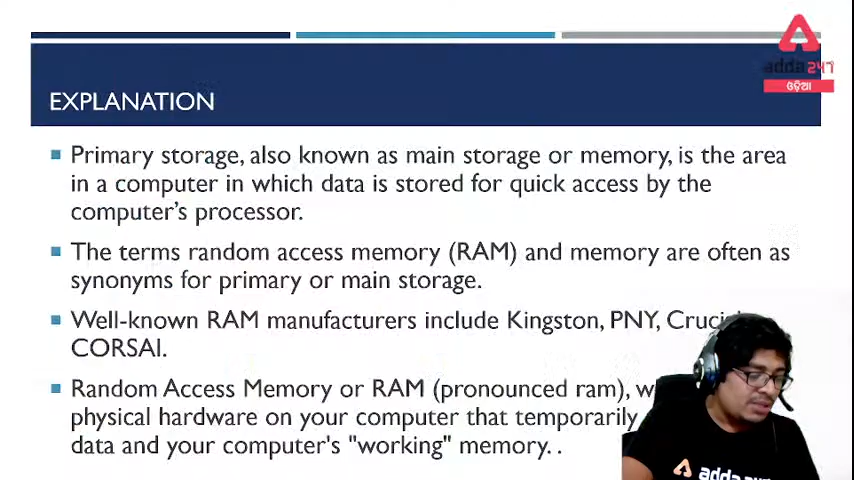 adda247
ଓଡ଼ିଆ
EXPLANATION
Primary storage, also known as main storage or memory, is the area
in a computer in which data is stored for quick access by the
computer's processor.
The terms random access memory (RAM) and memory are often as
synonyms for primary or main storage.
Well-known RAM manufacturers include Kingston, PNY,
CORSAI.
Random Access Memory or RAM (pronounced ram),
physical hardware on your computer that temporarily
data and your computer's "working" memory. .
adda